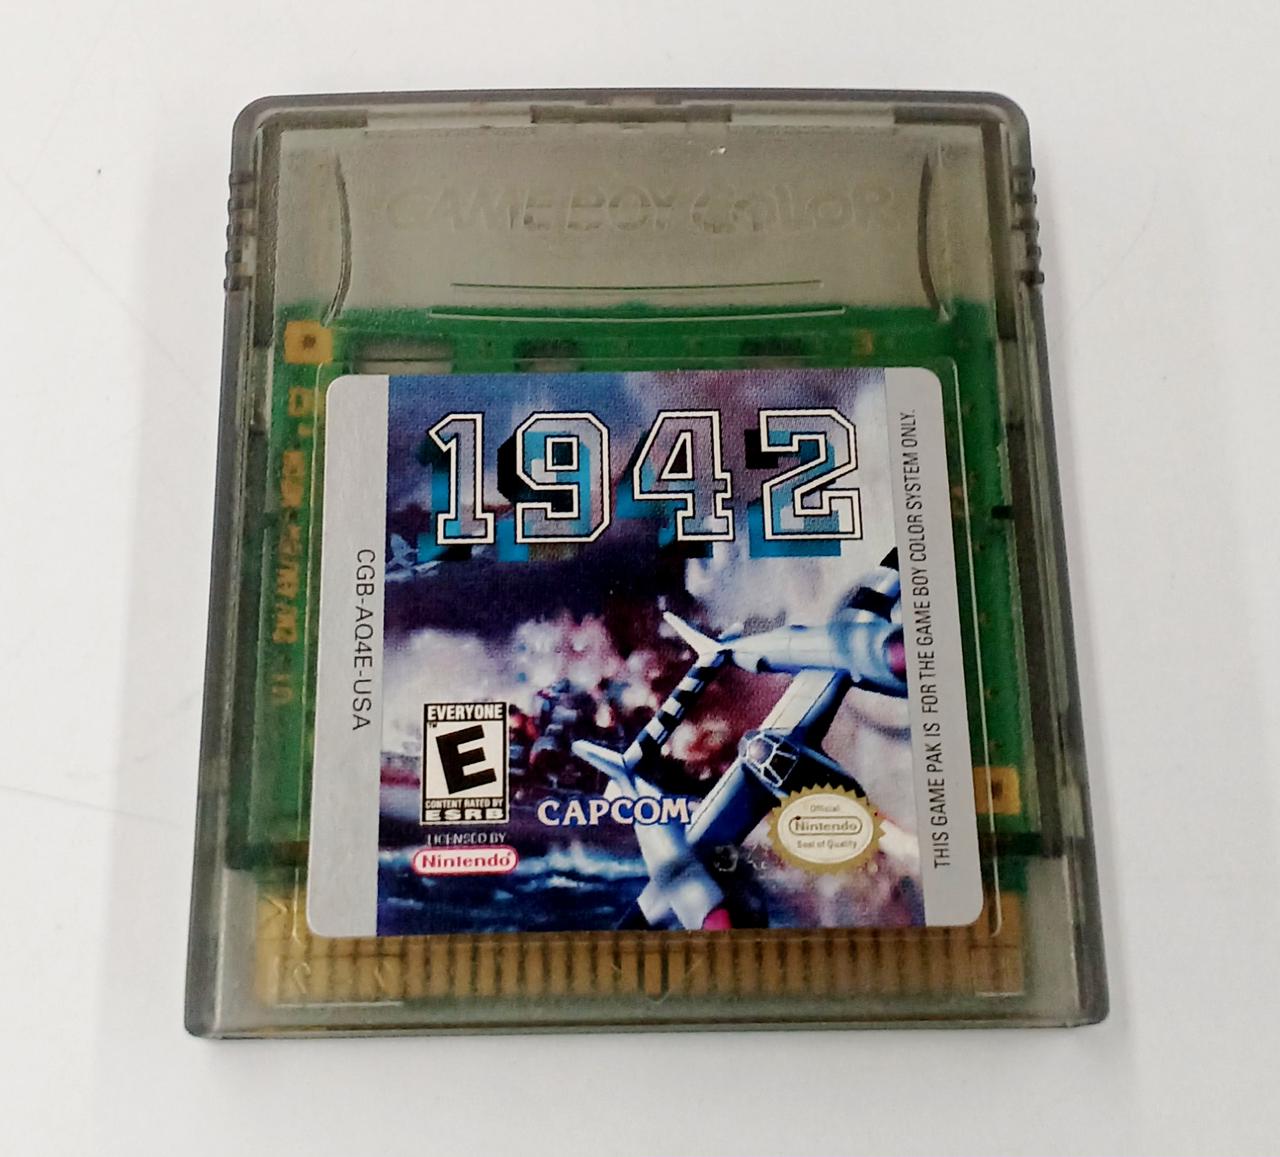 GAME BOY COLOR
1942
CGB-AQ4E-USA
THIS GAME PAK IS FOR THE GAME BOY COLOR SYSTEM ONLY.
EVERYONE
E
CONTENT RATED BY
ESRB
CAPCOM
LICENSED BY
Nintendo
Official
Nintendo
Seal of Quality